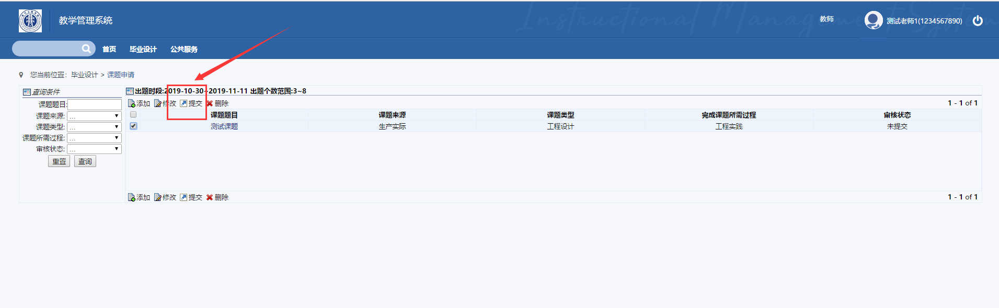 教学管理系统
Instructional Management System
教师
测试老师1(1234567890)
首页 毕业设计 公共服务
您当前位置: 毕业设计 > 课题申请
查询条件
课题题目:
课题来源: ...
课题类型: ...
课题所需过程: ...
审核状态: ...
重置 查询
出题时段:2019-10-30~2019-11-11 出题个数范围:3~8
添加 修改 提交 删除
1 - 1 of 1
课题题目 课题来源 课题类型 完成课题所需过程 审核状态
测试课题 生产实际 工程设计 工程实践 未提交
添加 修改 提交 删除
1 - 1 of 1